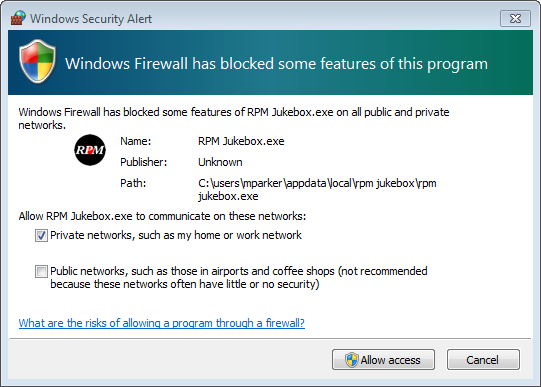 Windows Security Alert
Windows Firewall has blocked some features of this program
Windows Firewall has blocked some features of RPM Jukebox.exe on all public and private
networks.
RPM
Name: RPM Jukebox.exe
Publisher: Unknown
Path: C:\users\mparker\appdata\local\rpm jukebox\rpm
jukebox.exe
Allow RPM Jukebox.exe to communicate on these networks:
Private networks, such as my home or work network
Public networks, such as those in airports and coffee shops (not recommended
because these networks often have little or no security)
What are the risks of allowing a program through a firewall?
Allow access Cancel